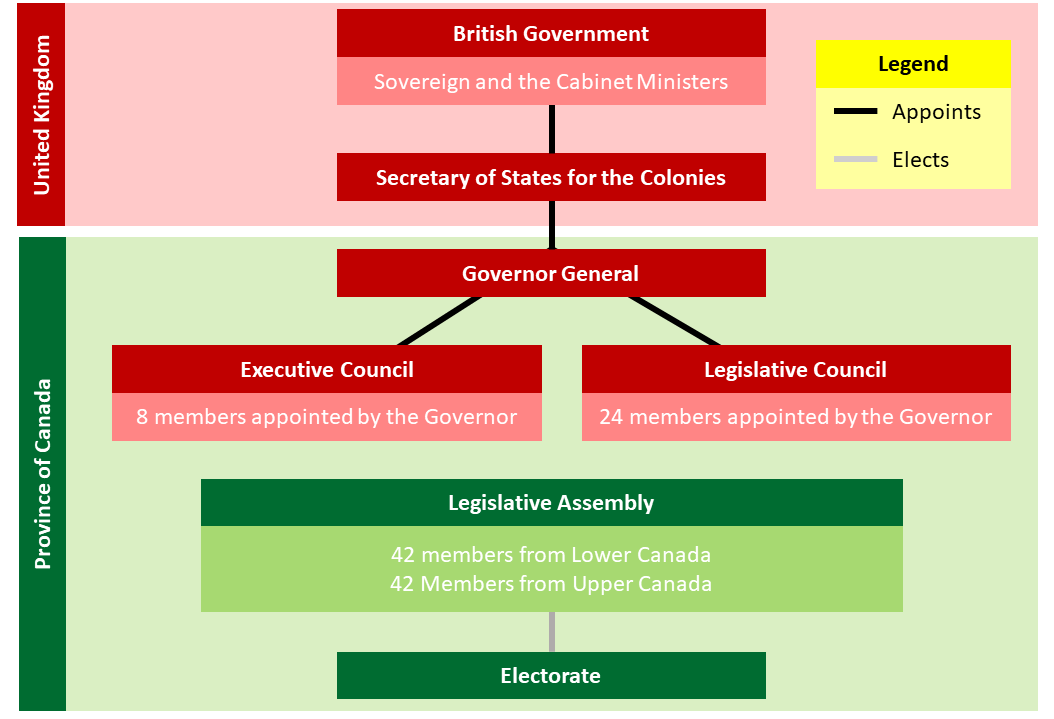 United Kingdom
British Government
Sovereign and the Cabinet Ministers
Secretary of States for the Colonies
Legend
Appoints
Elects
Province of Canada
Governor General
Executive Council
8 members appointed by the Governor
Legislative Council
24 members appointed by the Governor
Legislative Assembly
42 members from Lower Canada
42 Members from Upper Canada
Electorate